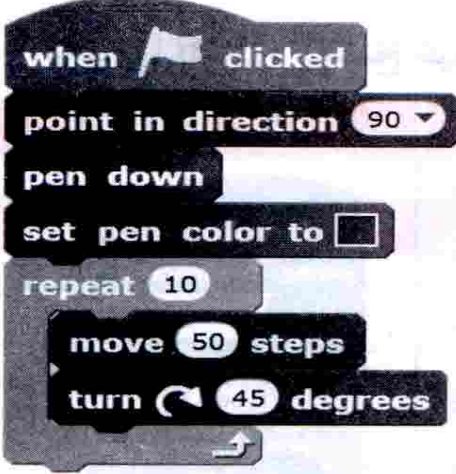 when clicked
point in direction 90
pen down
set pen color to
repeat 10
move 50 steps
turn 45 degrees